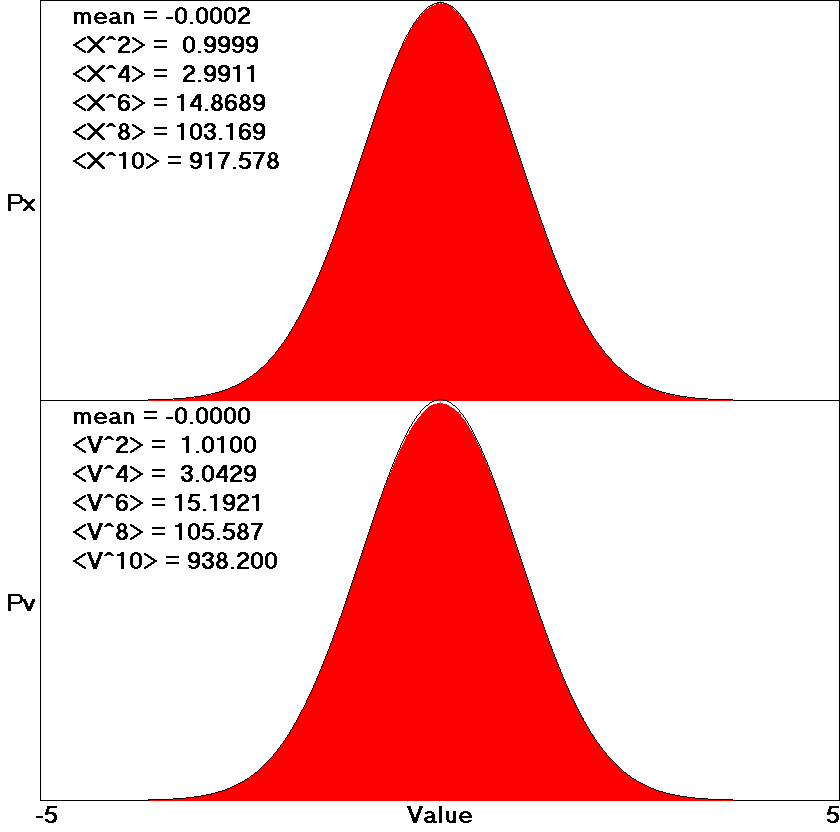 mean = -0.0002
<X^2> = 0.9999
<X^4> = 2.9911
<X^6> = 14.8689
<X^8> = 103.169
<X^10> = 917.578
Px
mean = -0.0000
<V^2> = 1.0100
<V^4> = 3.0429
<V^6> = 15.1921
<V^8> = 105.587
<V^10> = 938.200
Pv
-5 Value 5